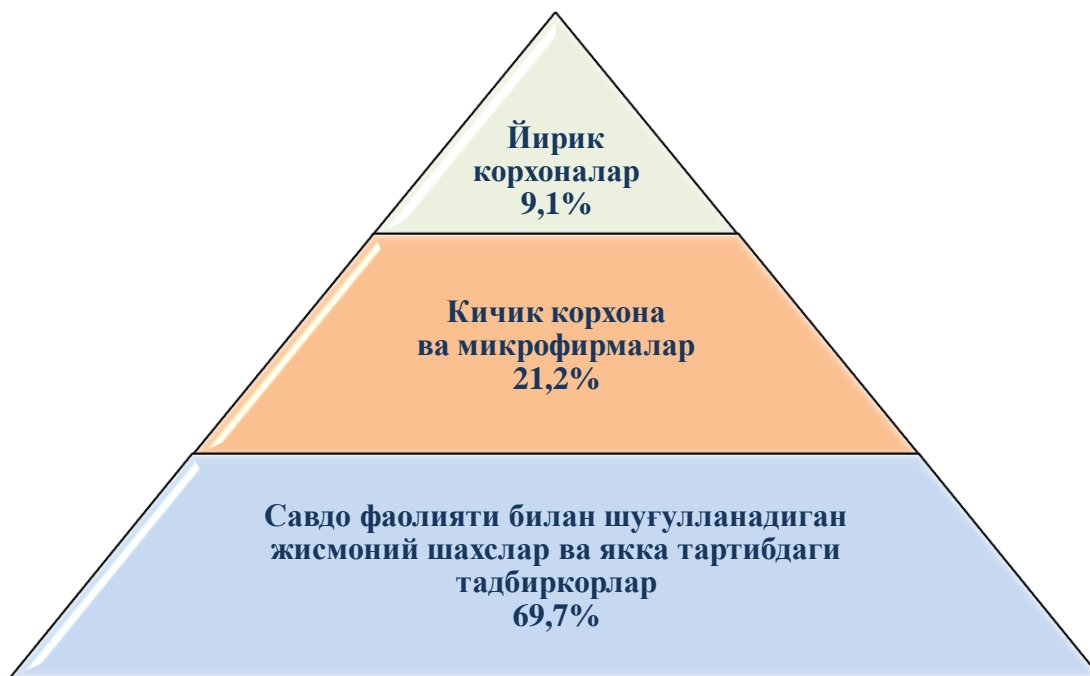 Йирик
корхоналар
9,1%
Кичик корхона
ва микрофирмалар
21,2%
Савдо фаолияти билан шуғулланадиган
жисмоний шахслар ва якка тартибдаги
тадбиркорлар
69,7%